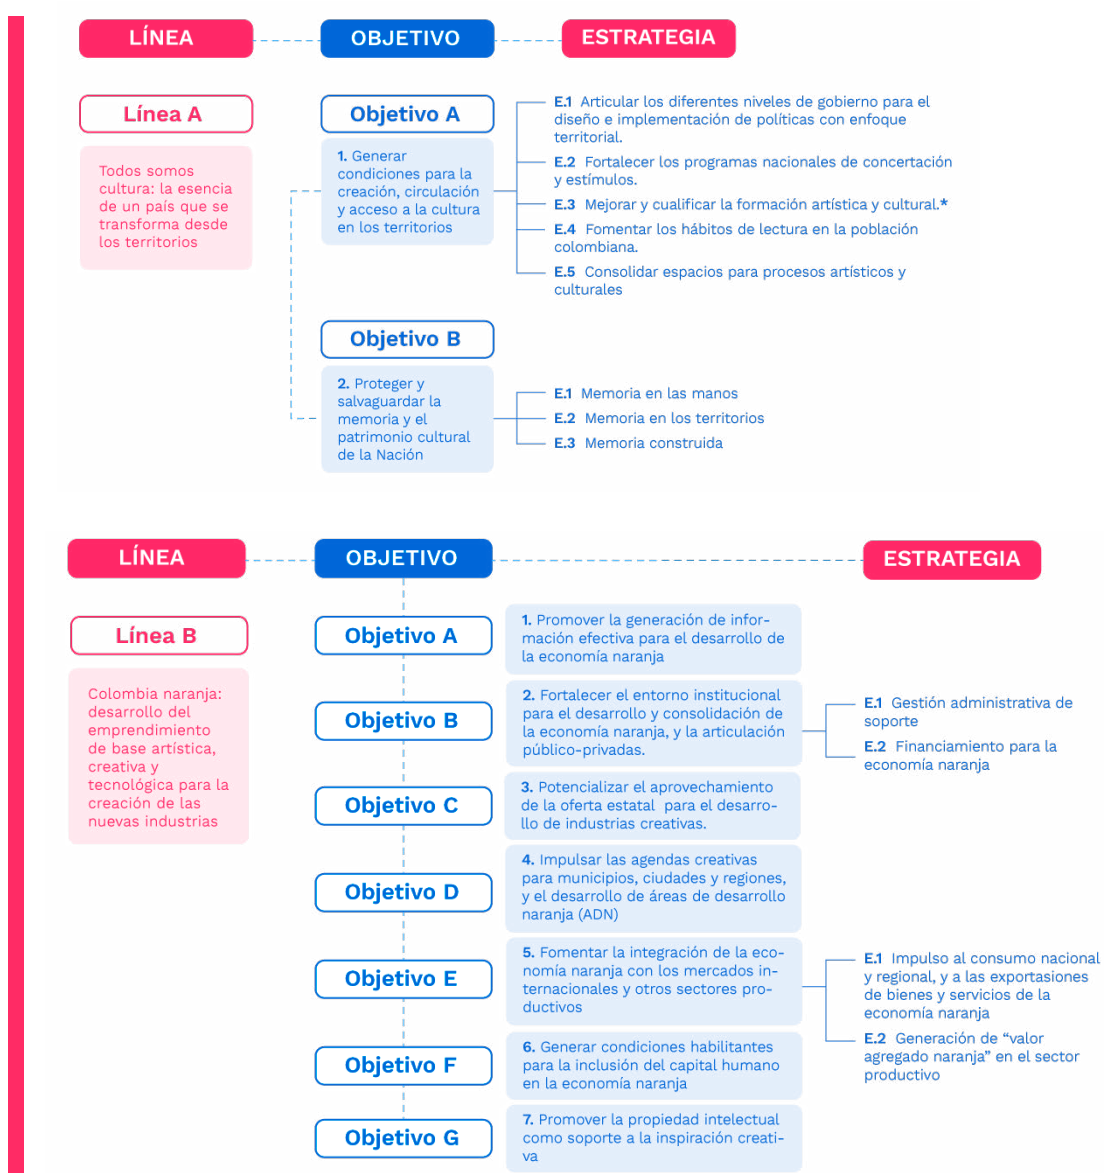 LÍNEA
OBJETIVO
ESTRATEGIA
Línea A
Todos somos
cultura: la esencia
de un país que se
transforma desde
los territorios
Objetivo A
1. Generar
condiciones para la
creación, circulación
y acceso a la cultura
en los territorios
E.1 Articular los diferentes niveles de gobierno para el
diseño e implementación de políticas con enfoque
territorial.
E.2 Fortalecer los programas nacionales de concertación
y estímulos.
E.3 Mejorar y cualificar la formación artística y cultural.*
E.4 Fomentar los hábitos de lectura en la población
colombiana.
E.5 Consolidar espacios para procesos artísticos y
culturales
Objetivo B
2. Proteger y
salvaguardar la
memoria y el
patrimonio cultural
de la Nación
E.1 Memoria en las manos
E.2 Memoria en los territorios
E.3 Memoria construida
LÍNEA
OBJETIVO
ESTRATEGIA
Línea B
Colombia naranja:
desarrollo del
emprendimiento
de base artística,
creativa y
tecnológica para la
creación de las
nuevas industrias
Objetivo A
1. Promover la generación de infor-
mación efectiva para el desarrollo de
la economía naranja
Objetivo B
2. Fortalecer el entorno institucional
para el desarrollo y consolidación de
la economía naranja, y la articulación
público-privadas.
E.1 Gestión administrativa de
soporte
E.2 Financiamiento para la
economía naranja
Objetivo C
3. Potencializar el aprovechamiento
de la oferta estatal para el desarro-
llo de industrias creativas.
Objetivo D
4. Impulsar las agendas creativas
para municipios, ciudades y regiones,
y el desarrollo de áreas de desarrollo
naranja (ADN)
Objetivo E
5. Fomentar la integración de la eco-
nomía naranja con los mercados in-
ternacionales y otros sectores pro-
ductivos
E.1 Impulso al consumo nacional
y regional, y a las exportasiones
de bienes y servicios de la
economía naranja
E.2 Generación de “valor
agregado naranja” en el sector
productivo
Objetivo F
6. Generar condiciones habilitantes
para la inclusión del capital humano
en la economía naranja
Objetivo G
7. Promover la propiedad intelectual
como soporte a la inspiración creati-
va